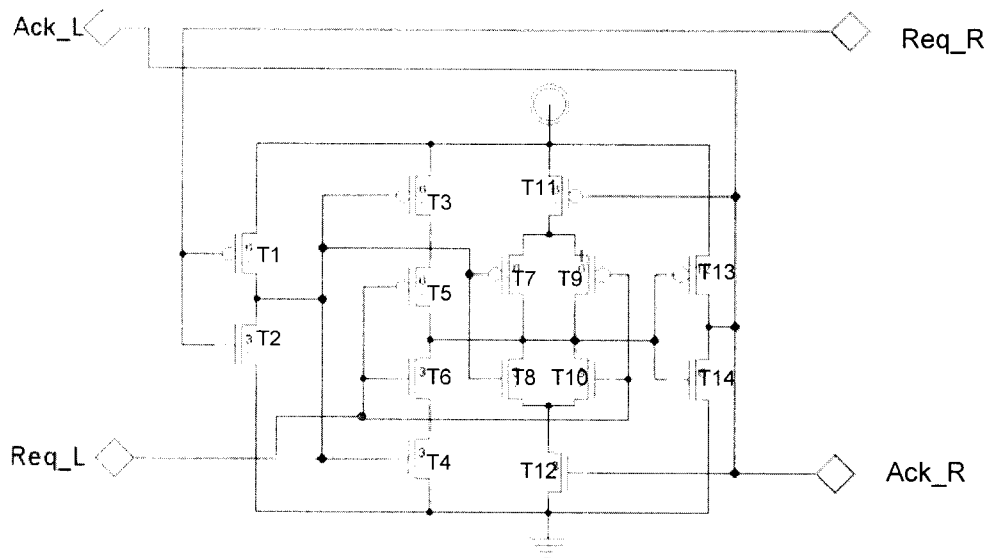 Ack_L
Req_R
T11
T3
T1
T7
T9
T13
T5
T2
T6
T8
T10
T14
Req_L
T4
T12
Ack_R